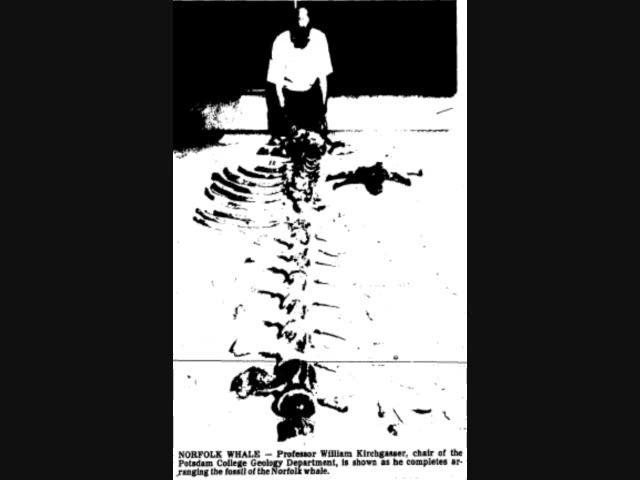 NORFOLK WHALE — Professor William Kirchgasser, chair of the
Potsdam College Geology Department, is shown as he completes ar-
ranging the fossil of the Norfolk whale.